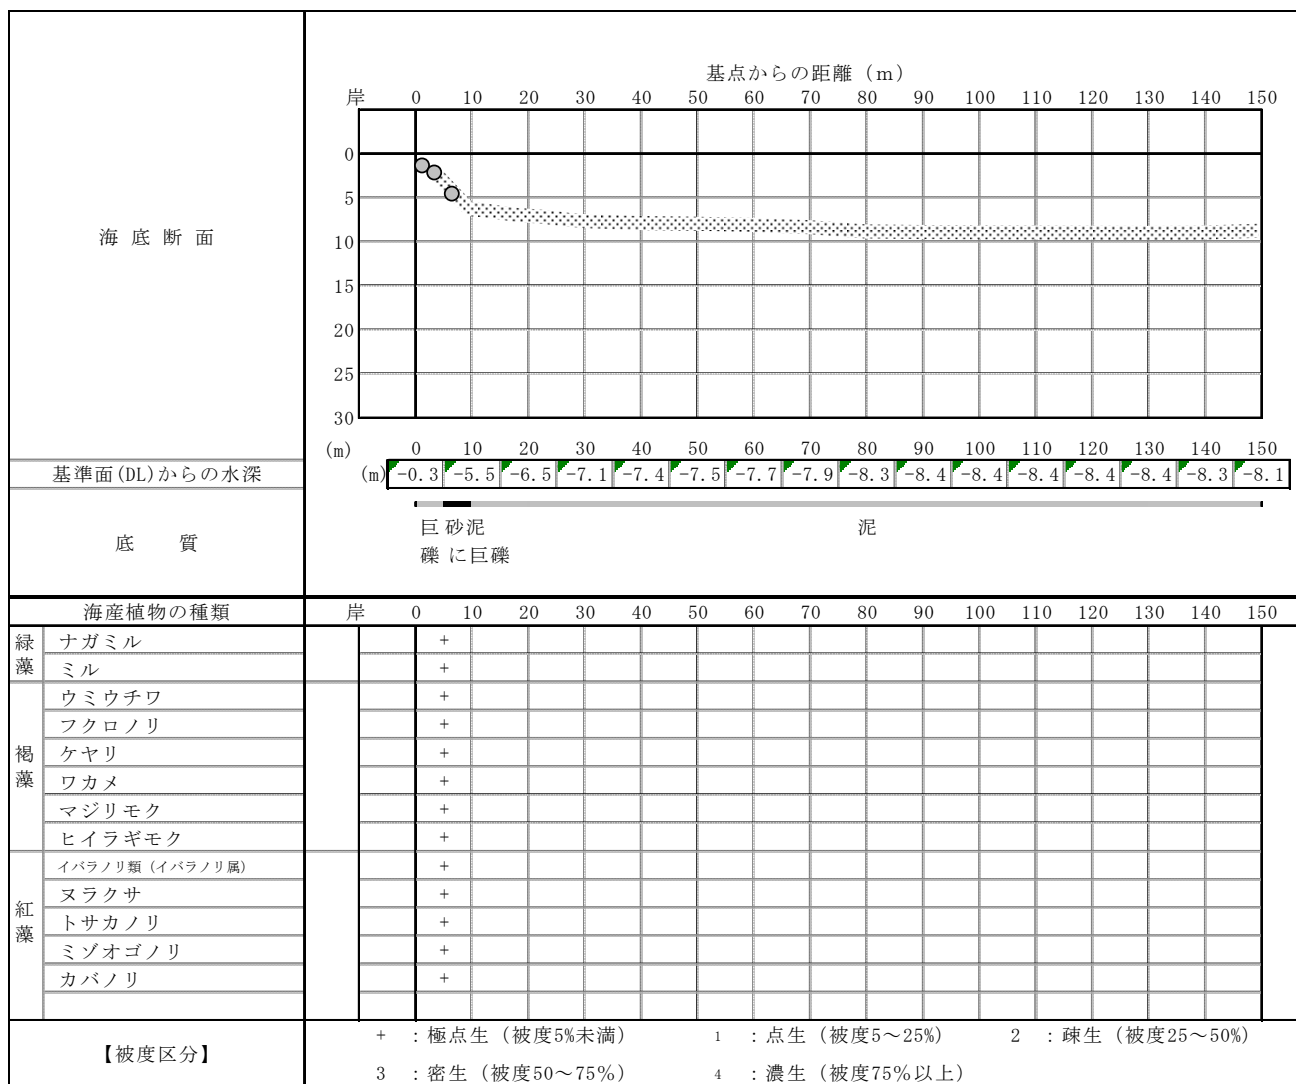 基点からの距離（m）
岸 0 10 20 30 40 50 60 70 80 90 100 110 120 130 140 150
0
5
海底断面
10
15
20
25
30
(m) 0 10 20 30 40 50 60 70 80 90 100 110 120 130 140 150
基準面(DL)からの水深 (m) -0.3 -5.5 -6.5 -7.1 -7.4 -7.5 -7.7 -7.9 -8.3 -8.4 -8.4 -8.4 -8.4 -8.4 -8.3 -8.1
底 質
巨 砂泥 泥
礫 に巨礫
海産植物の種類 岸 0 10 20 30 40 50 60 70 80 90 100 110 120 130 140 150
緑藻
ナガミル +
ミル +
褐藻
ウミウチワ +
フクロノリ +
ケヤリ +
ワカメ +
マジリモク +
ヒイラギモク +
紅藻
イバラノリ類（イバラノリ属） +
ヌラクサ +
トサカノリ +
ミゾオゴノリ +
カバノリ +
【被度区分】
+ ：極点生（被度5%未満） 1 ：点生（被度5～25%） 2 ：疎生（被度25～50%）
3 ：密生（被度50～75%） 4 ：濃生（被度75%以上）